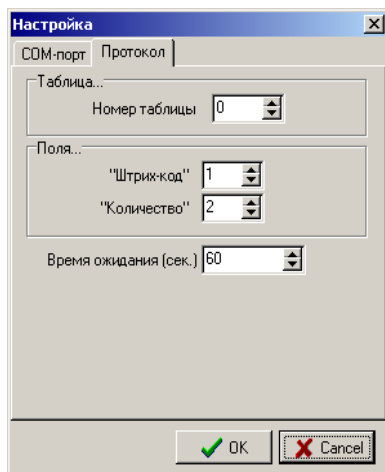 Настройка
COM-порт Протокол
Таблица...
Номер таблицы 0
Поля...
"Штрих-код" 1
"Количество" 2
Время ожидания (сек.) 60
OK Cancel